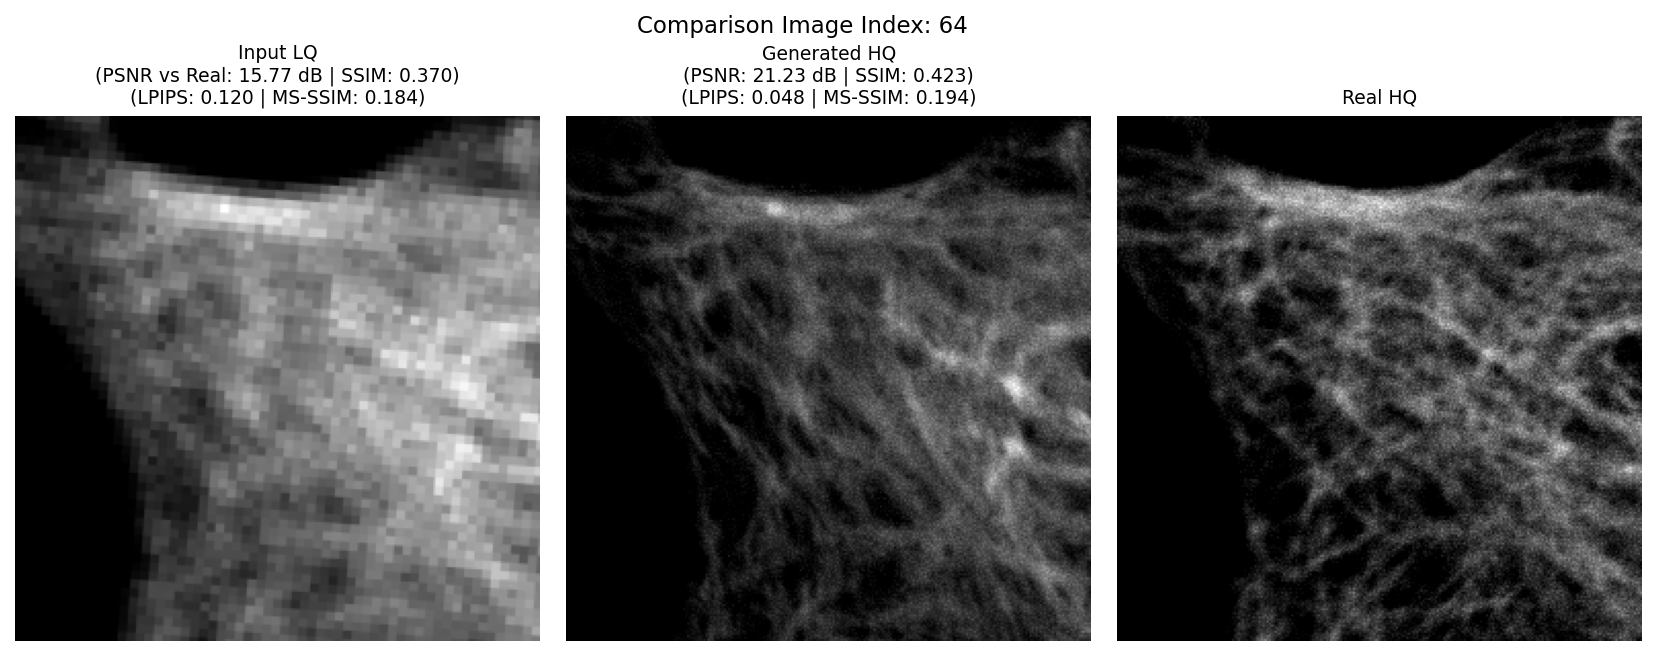 Comparison Image Index: 64
Input LQ
(PSNR vs Real: 15.77 dB | SSIM: 0.370)
(LPIPS: 0.120 | MS-SSIM: 0.184)
Generated HQ
(PSNR: 21.23 dB | SSIM: 0.423)
(LPIPS: 0.048 | MS-SSIM: 0.194)
Real HQ